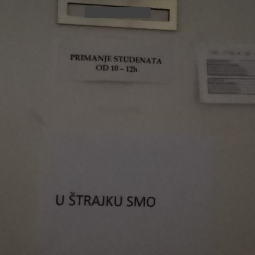 PRIMANJE STUDENATA
OD 10 – 12h
U ŠTRAJKU SMO